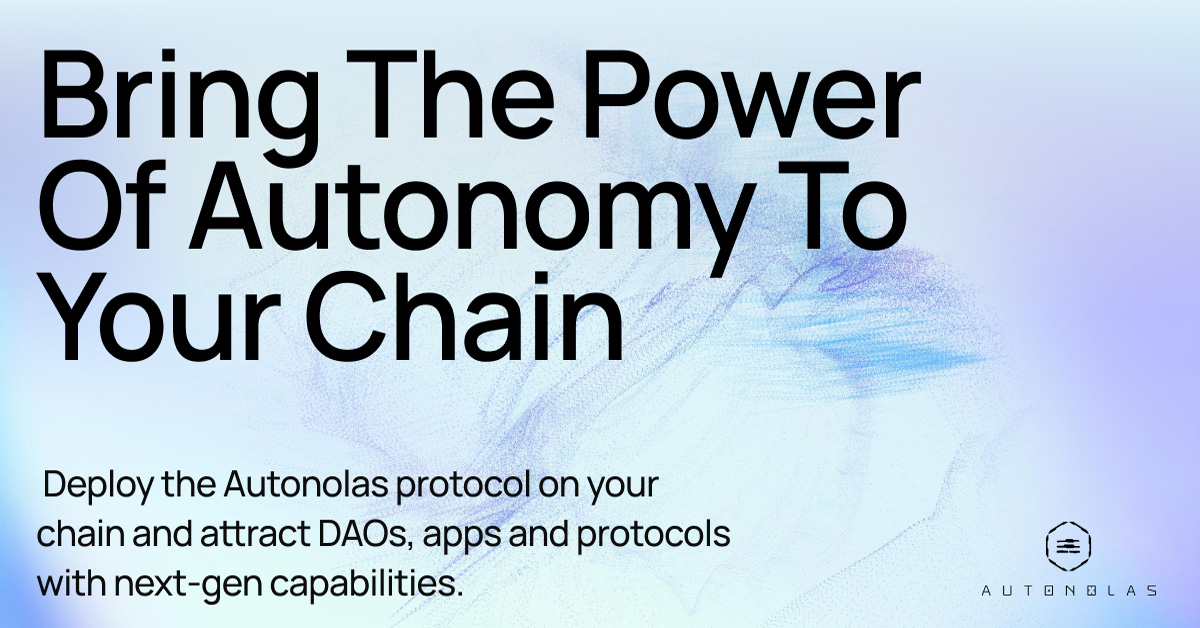 Bring The Power
Of Autonomy To
Your Chain
Deploy the Autonolas protocol on your
chain and attract DAOs, apps and protocols
with next-gen capabilities.
AUTONOLAS